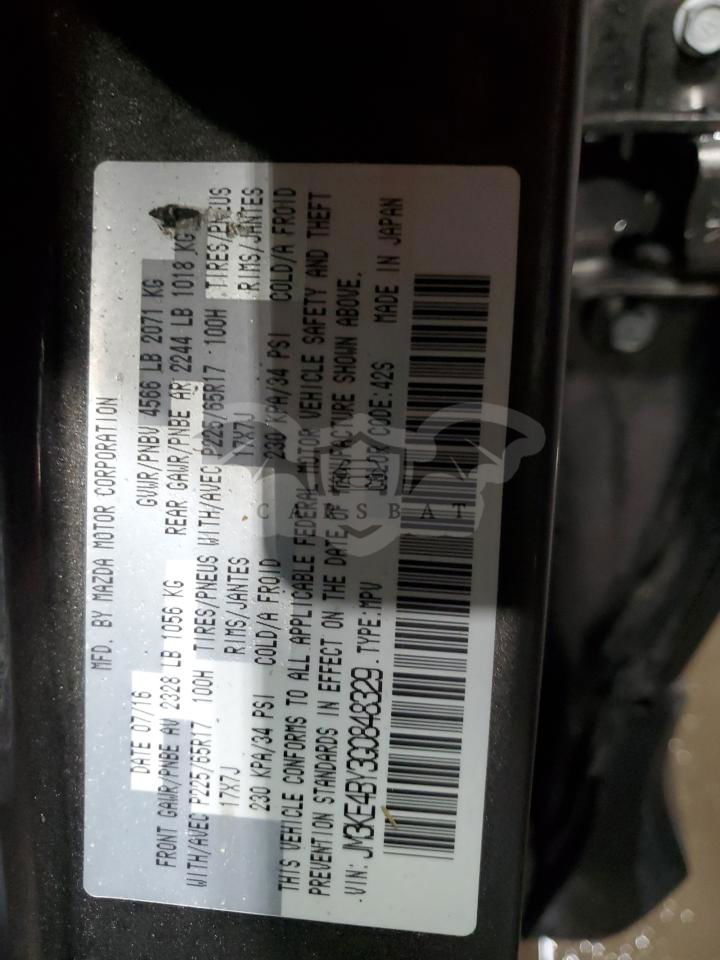 MFD. BY MAZDA MOTOR CORPORATION
DATE 07/16 GVWR/PNBV 4566 LB 2071 KG
FRONT GAWR/PNBE AV 2328 LB 1056 KG REAR GAWR/PNBE AR 2244 LB 1018 KG
WITH/AVEC P225/65R17 100H TIRES/PNEUS WITH/AVEC P225/65R17 100H TIRES/PNEUS
17X7J RIMS/JANTES 17X7J RIMS/JANTES
230 KPA/34 PSI COLD/A FROID 230 KPA/34 PSI COLD/A FROID
THIS VEHICLE CONFORMS TO ALL APPLICABLE FEDERAL MOTOR VEHICLE SAFETY AND THEFT
PREVENTION STANDARDS IN EFFECT ON THE DATE OF MANUFACTURE SHOWN ABOVE.
VIN: JM3KE4BY3G0848329 TYPE:MPV COLOR CODE:42S MADE IN JAPAN
CARSBAT